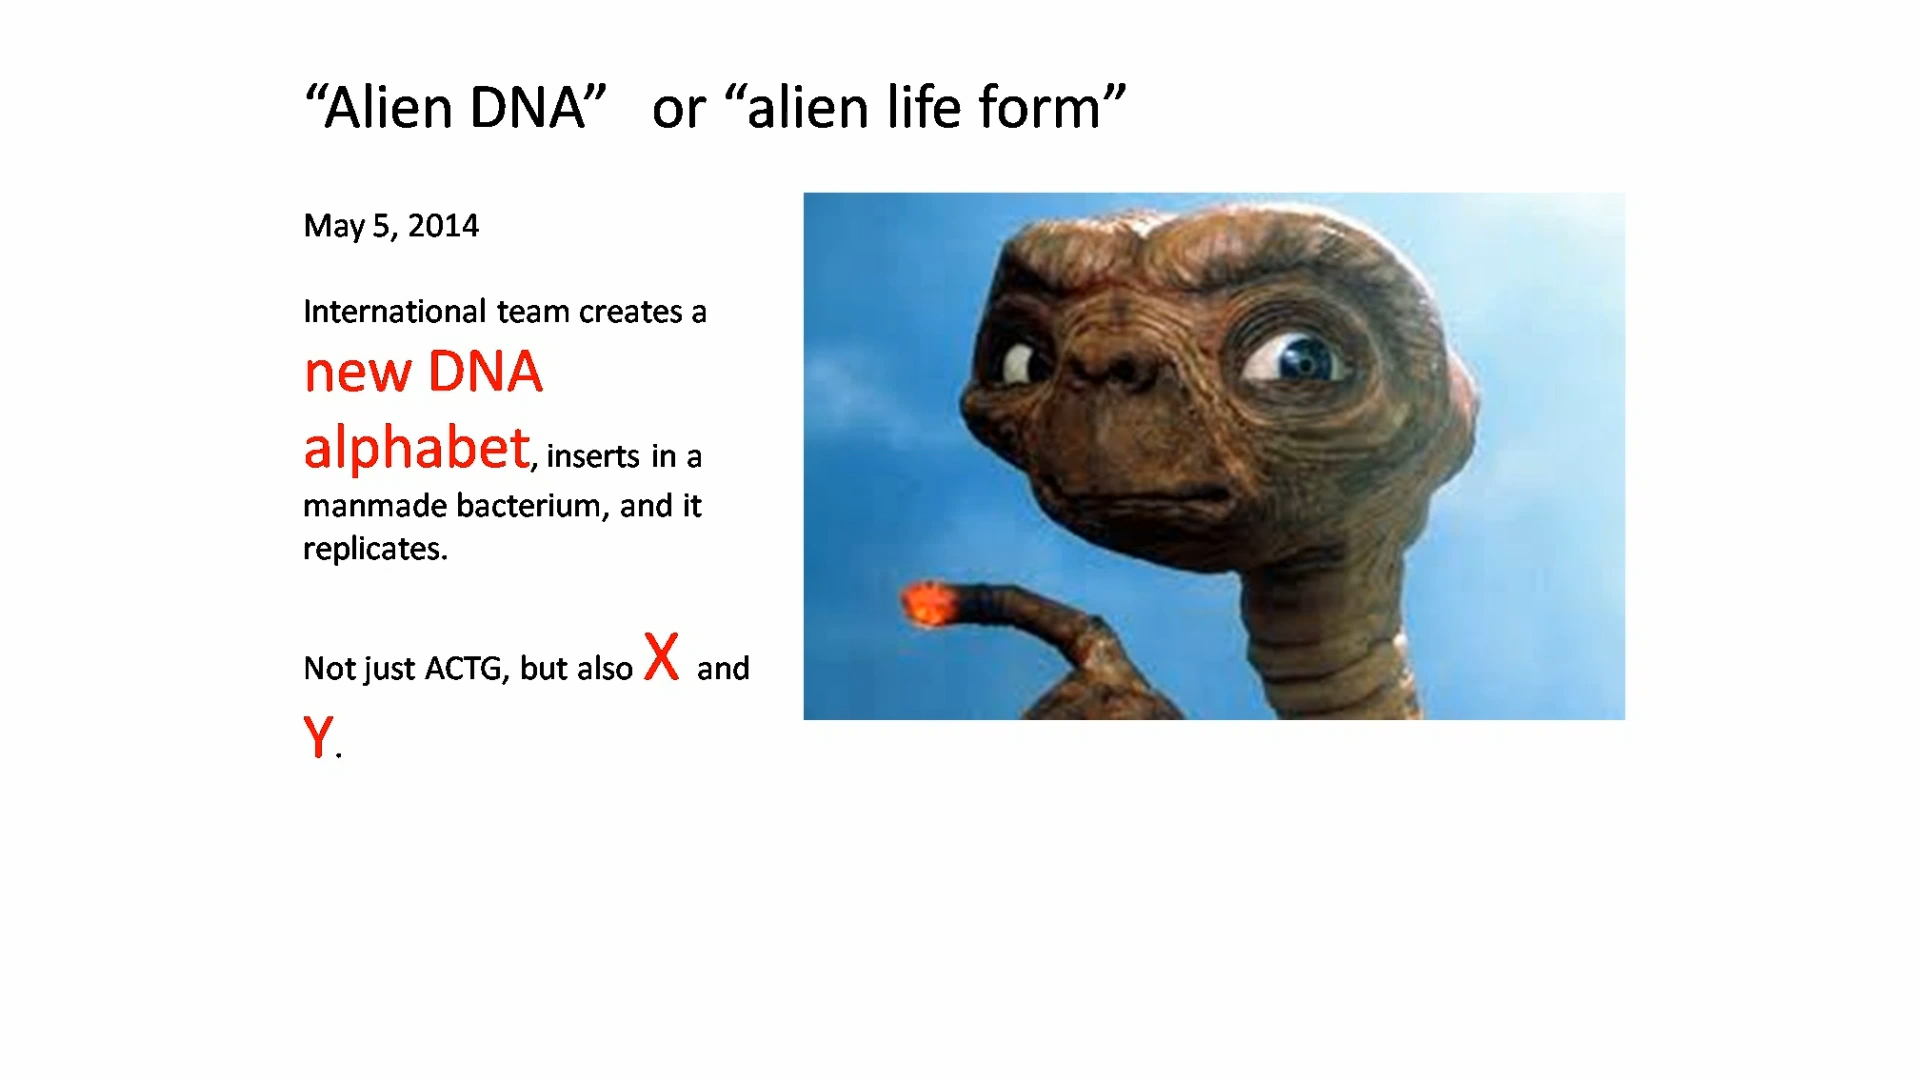 “Alien DNA” or “alien life form”
May 5, 2014
International team creates a
new DNA
alphabet, inserts in a
manmade bacterium, and it
replicates.
Not just ACTG, but also X and
Y.